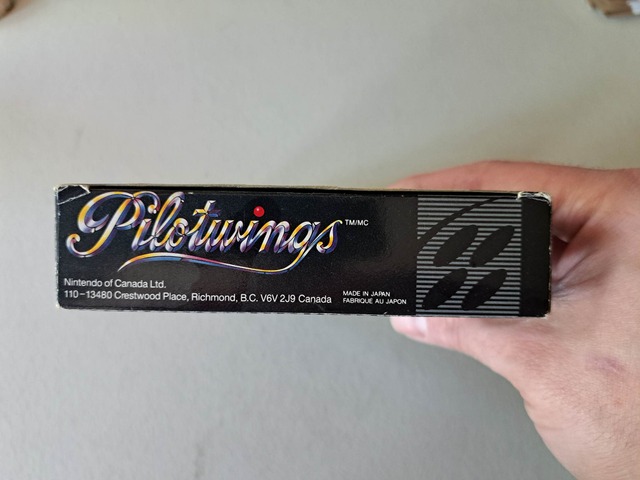 Pilotwings TM/MC
Nintendo of Canada Ltd.
110-13480 Crestwood Place, Richmond, B.C. V6V 2J9 Canada
MADE IN JAPAN
FABRIQUÉ AU JAPON